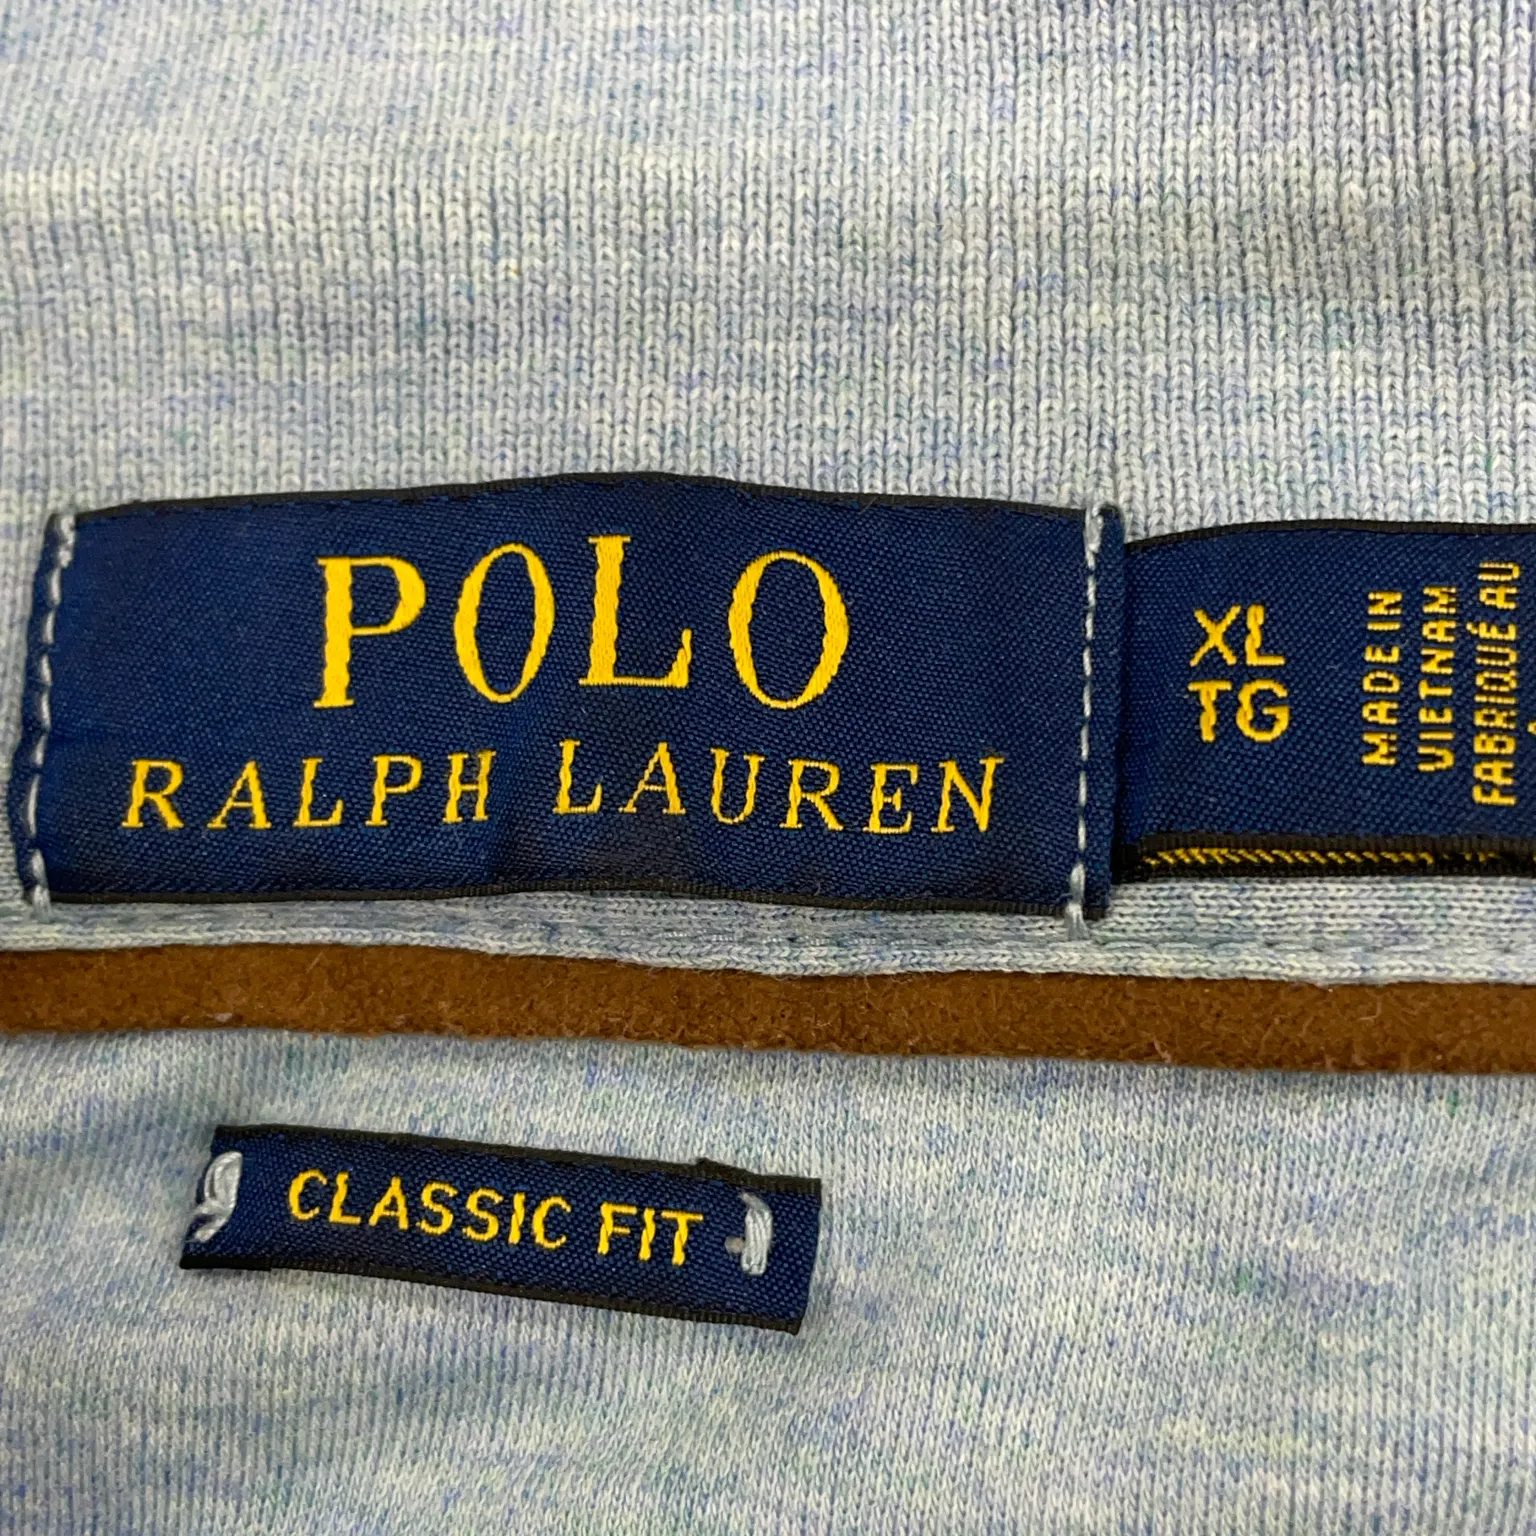 POLO
RALPH LAUREN
XL
TG
MADE IN
VIETNAM
FABRIQUÉ AU
CLASSIC FIT